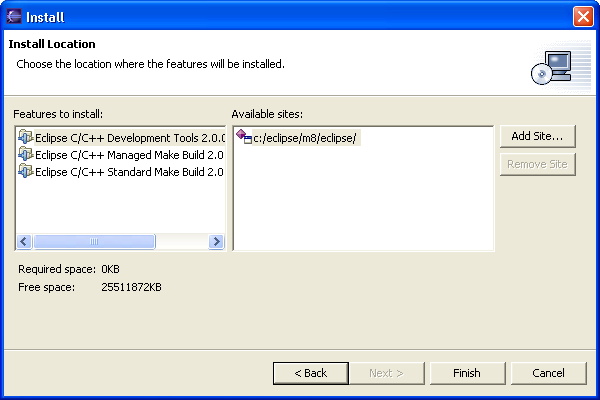 Install
Install Location
Choose the location where the features will be installed.
Features to install:
Available sites:
Eclipse C/C++ Development Tools 2.0.0
Eclipse C/C++ Managed Make Build 2.0
Eclipse C/C++ Standard Make Build 2.0
c:/eclipse/m8/eclipse/
Add Site...
Remove Site
Required space: 0KB
Free space: 25511872KB
< Back
Next >
Finish
Cancel